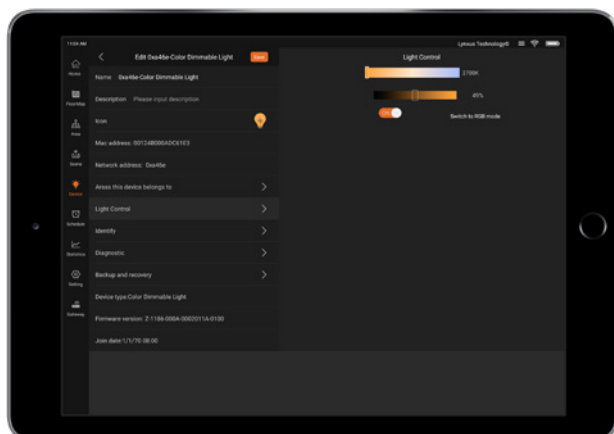 11:04 AM
Lynxus Technology®
Edit 0xa46e-Color Dimmable Light
Save
Light Control
Home
Name 0xa46e-Color Dimmable Light
2700K
Floor Map
Description Please input description
49%
Area
Icon
ON
Switch to RGB mode
Scene
Mac address: 00124B000ADC61E3
Network address: 0xa46e
Device
Areas this device belongs to
Light Control
Schedule
Identify
Statistics
Diagnostic
Setting
Backup and recovery
Gateway
Device type:Color Dimmable Light
Firmware version: Z-1186-000A-0002011A-0100
Join date:1/1/70 08:00